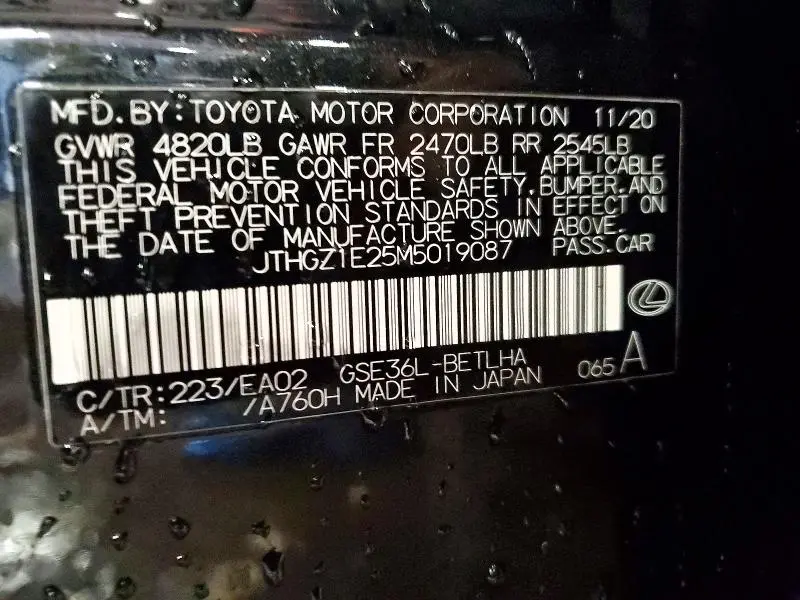 MFD.BY:TOYOTA MOTOR CORPORATION 11/20
GVWR 4820LB GAWR FR 2470LB RR 2545LB
THIS VEHICLE CONFORMS TO ALL APPLICABLE
FEDERAL MOTOR VEHICLE SAFETY,BUMPER,AND
THEFT PREVENTION STANDARDS IN EFFECT ON
THE DATE OF MANUFACTURE SHOWN ABOVE.
JTHGZ1E25M5019087 PASS.CAR
C/TR:223/EA02 GSE36L-BETLHA
A/TM: /A760H MADE IN JAPAN 065 A